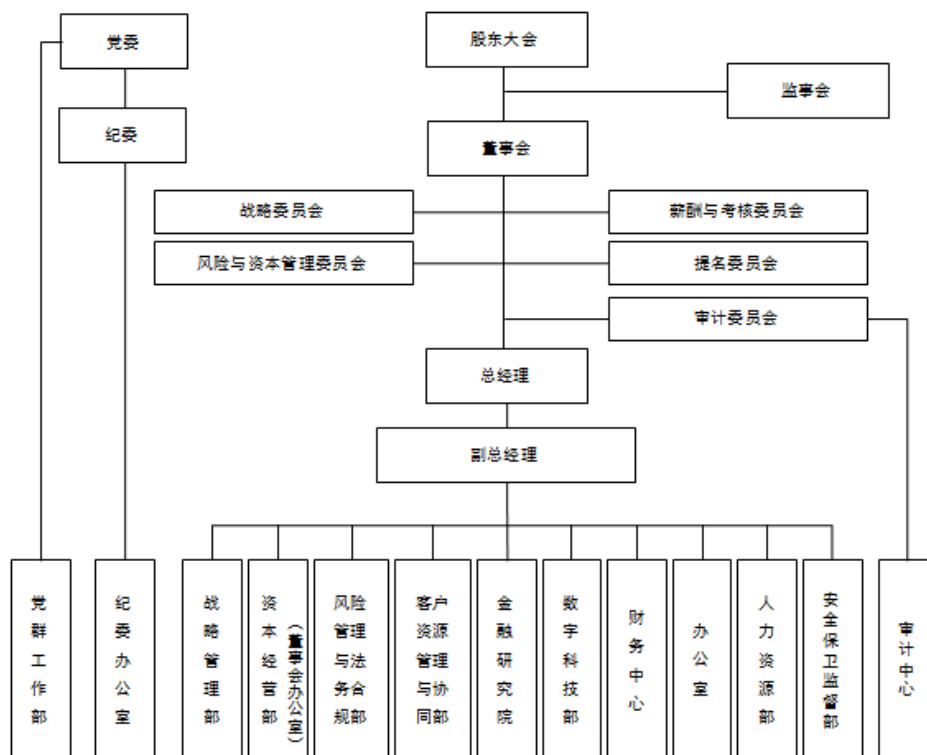 党委
股东大会
监事会
纪委
董事会
战略委员会
薪酬与考核委员会
风险与资本管理委员会
提名委员会
审计委员会
总经理
副总经理
党群工作部
纪委办公室
战略管理部
资本经营部
（董事会办公室）
风险
管理
与法
务合
规部
客户
资源
管理
与协
同部
金融研究院
数字科技部
财务中心
办公室
人力资源部
安全保卫监督部
审计中心